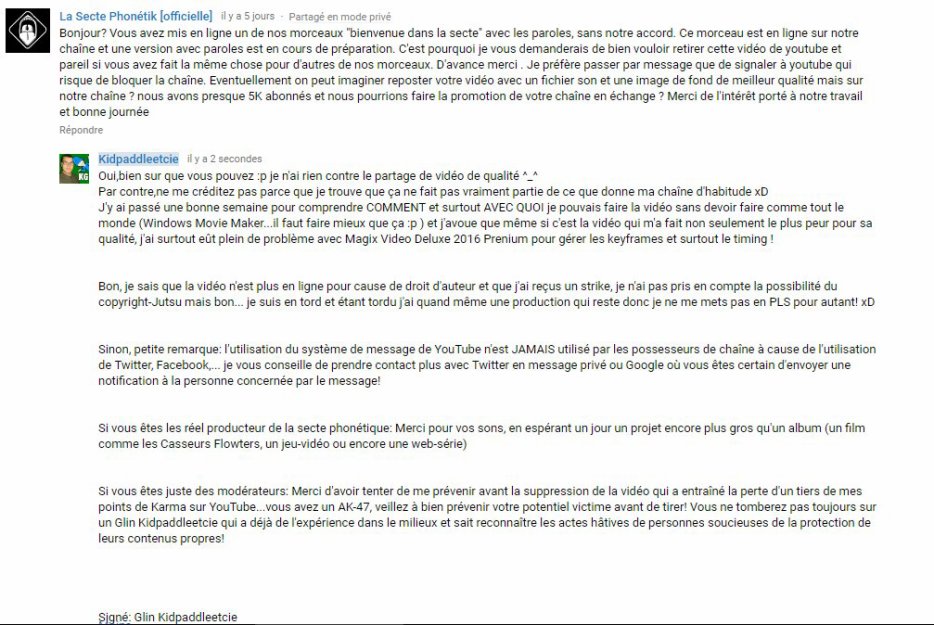 La Secte Phonétik [officielle] il y a 5 jours · Partagé en mode privé
Bonjour? Vous avez mis en ligne un de nos morceaux "bienvenue dans la secte" avec les paroles, sans notre accord. Ce morceau est en ligne sur notre
chaîne et une version avec paroles est en cours de préparation. C'est pourquoi je vous demanderais de bien vouloir retirer cette vidéo de youtube et
pareil si vous avez fait la même chose pour d'autres de nos morceaux. D'avance merci . Je préfère passer par message que de signaler à youtube qui
risque de bloquer la chaîne. Eventuellement on peut imaginer reposter votre vidéo avec un fichier son et une image de fond de meilleur qualité mais sur
notre chaîne ? nous avons presque 5K abonnés et nous pourrions faire la promotion de votre chaîne en échange ? Merci de l'intérêt porté à notre travail
et bonne journée
Répondre
Kidpaddleetcie il y a 2 secondes
KG
Oui,bien sur que vous pouvez :p je n'ai rien contre le partage de vidéo de qualité ^_^
Par contre,ne me créditez pas parce que je trouve que ça ne fait pas vraiment partie de ce que donne ma chaîne d'habitude xD
J'y ai passé une bonne semaine pour comprendre COMMENT et surtout AVEC QUOI je pouvais faire la vidéo sans devoir faire comme tout le
monde (Windows Movie Maker...il faut faire mieux que ça :p ) et j'avoue que même si c'est la vidéo qui m'a fait non seulement le plus peur pour sa
qualité, j'ai surtout eût plein de problème avec Magix Video Deluxe 2016 Prenium pour gérer les keyframes et surtout le timing !
Bon, je sais que la vidéo n'est plus en ligne pour cause de droit d'auteur et que j'ai reçus un strike, je n'ai pas pris en compte la possibilité du
copyright-Jutsu mais bon... je suis en tord et étant tordu j'ai quand même une production qui reste donc je ne me mets pas en PLS pour autant! xD
Sinon, petite remarque: l'utilisation du système de message de YouTube n'est JAMAIS utilisé par les possesseurs de chaîne à cause de l'utilisation
de Twitter, Facebook,... je vous conseille de prendre contact plus avec Twitter en message privé ou Google où vous êtes certain d'envoyer une
notification à la personne concernée par le message!
Si vous êtes les réel producteur de la secte phonétique: Merci pour vos sons, en espérant un jour un projet encore plus gros qu'un album (un film
comme les Casseurs Flowters, un jeu-vidéo ou encore une web-série)
Si vous êtes juste des modérateurs: Merci d'avoir tenter de me prévenir avant la suppression de la vidéo qui a entraîné la perte d'un tiers de mes
points de Karma sur YouTube...vous avez un AK-47, veillez à bien prévenir votre potentiel victime avant de tirer! Vous ne tomberez pas toujours sur
un Glin Kidpaddleetcie qui a déjà de l'expérience dans le milieux et sait reconnaître les actes hâtives de personnes soucieuses de la protection de
leurs contenus propres!
Signé: Glin Kidpaddleetcie